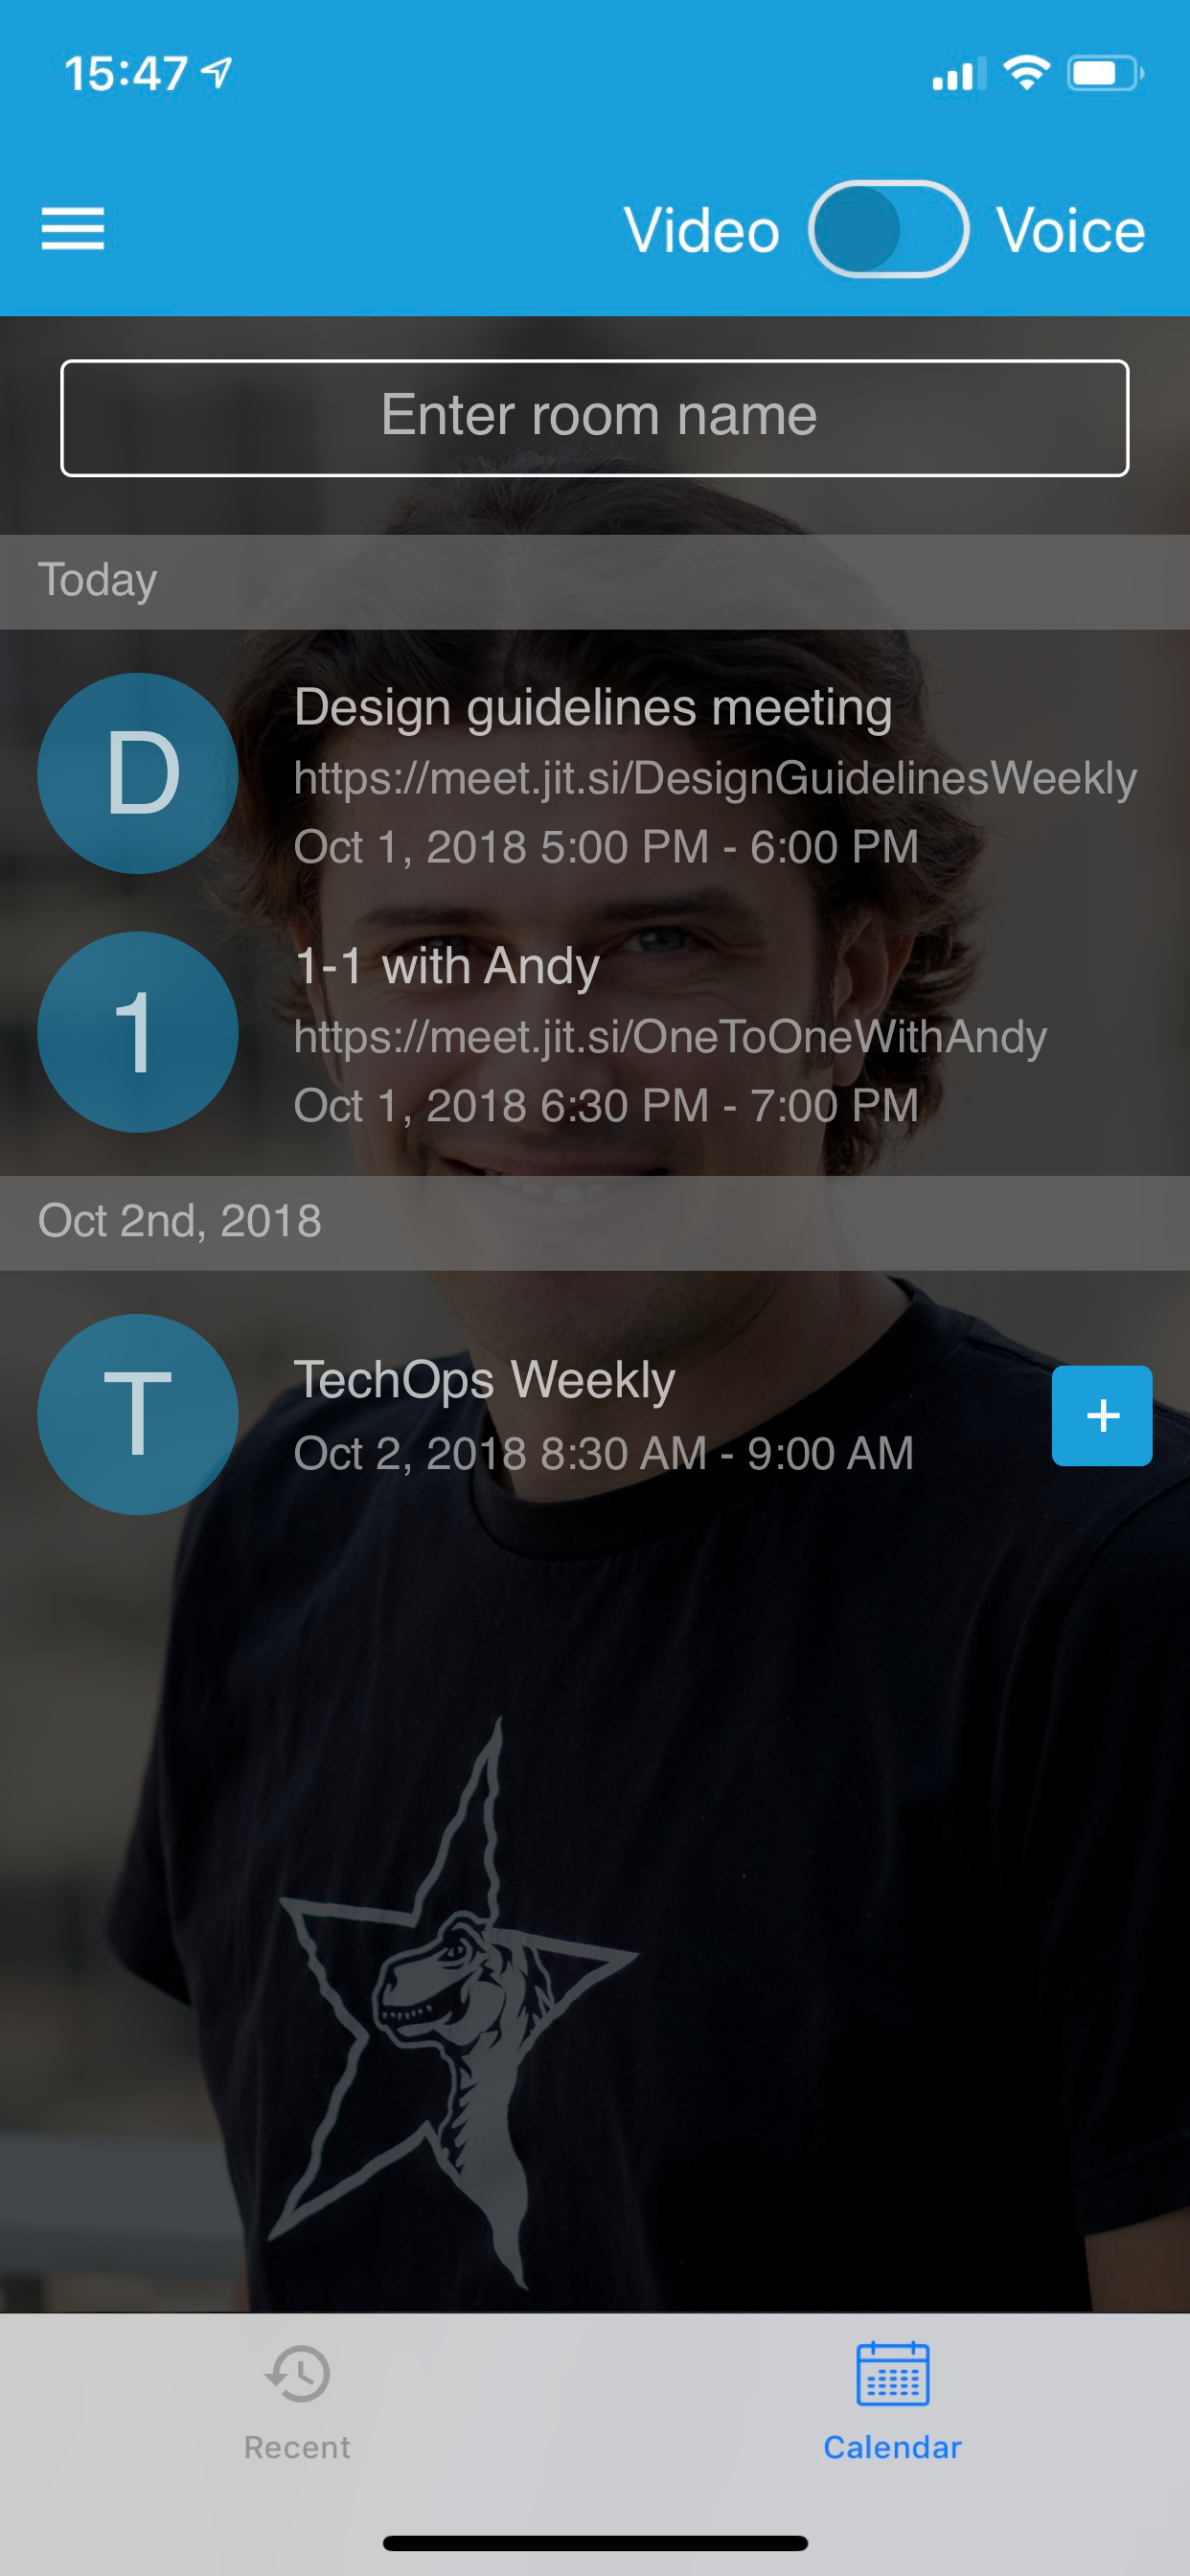 15:47
Video Voice
Enter room name
Today
D
Design guidelines meeting
https://meet.jit.si/DesignGuidelinesWeekly
Oct 1, 2018 5:00 PM - 6:00 PM
1
1-1 with Andy
https://meet.jit.si/OneToOneWithAndy
Oct 1, 2018 6:30 PM - 7:00 PM
Oct 2nd, 2018
T
TechOps Weekly
Oct 2, 2018 8:30 AM - 9:00 AM
+
Recent
Calendar